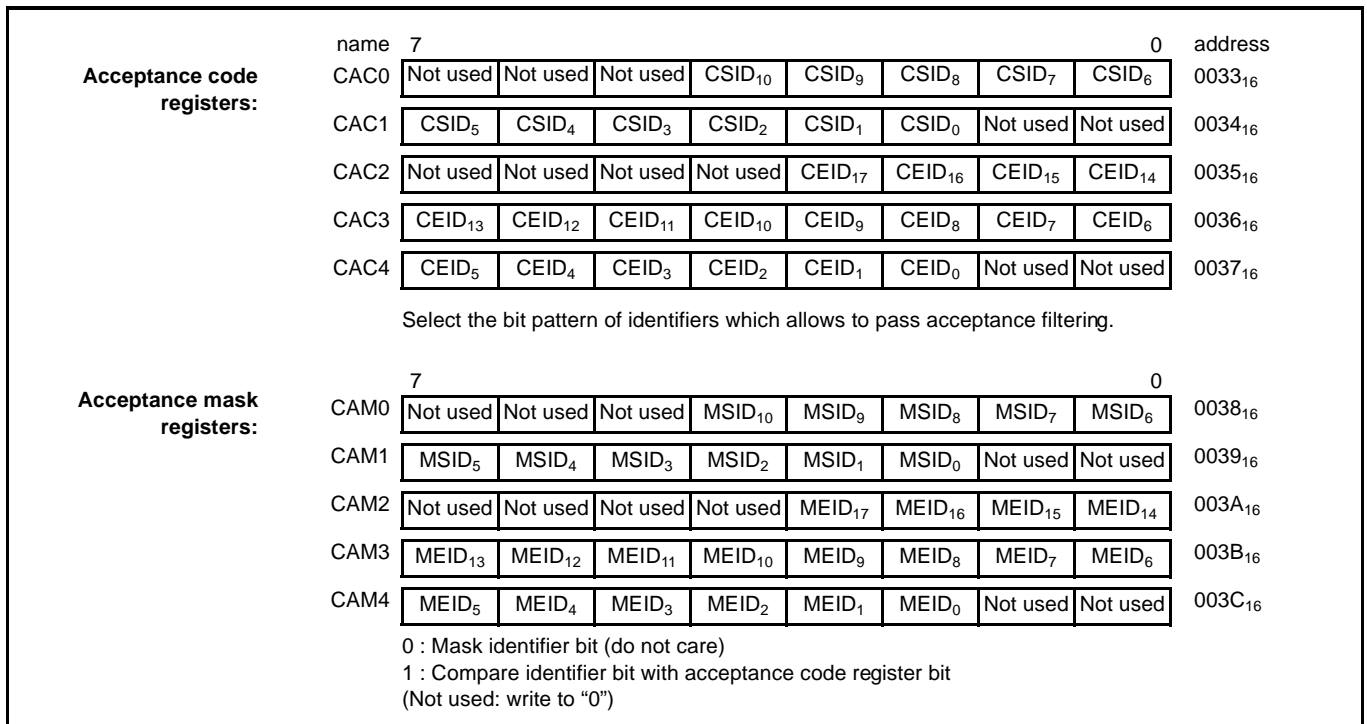 name 7 0 address
Acceptance code registers:
CAC0 Not used Not used Not used CSID₁₀ CSID₉ CSID₈ CSID₇ CSID₆ 0033₁₆
CAC1 CSID₅ CSID₄ CSID₃ CSID₂ CSID₁ CSID₀ Not used Not used 0034₁₆
CAC2 Not used Not used Not used Not used CEID₁₇ CEID₁₆ CEID₁₅ CEID₁₄ 0035₁₆
CAC3 CEID₁₃ CEID₁₂ CEID₁₁ CEID₁₀ CEID₉ CEID₈ CEID₇ CEID₆ 0036₁₆
CAC4 CEID₅ CEID₄ CEID₃ CEID₂ CEID₁ CEID₀ Not used Not used 0037₁₆
Select the bit pattern of identifiers which allows to pass acceptance filtering.
7 0
Acceptance mask registers:
CAM0 Not used Not used Not used MSID₁₀ MSID₉ MSID₈ MSID₇ MSID₆ 0038₁₆
CAM1 MSID₅ MSID₄ MSID₃ MSID₂ MSID₁ MSID₀ Not used Not used 0039₁₆
CAM2 Not used Not used Not used Not used MEID₁₇ MEID₁₆ MEID₁₅ MEID₁₄ 003A₁₆
CAM3 MEID₁₃ MEID₁₂ MEID₁₁ MEID₁₀ MEID₉ MEID₈ MEID₇ MEID₆ 003B₁₆
CAM4 MEID₅ MEID₄ MEID₃ MEID₂ MEID₁ MEID₀ Not used Not used 003C₁₆
0 : Mask identifier bit (do not care)
1 : Compare identifier bit with acceptance code register bit
(Not used: write to “0”)